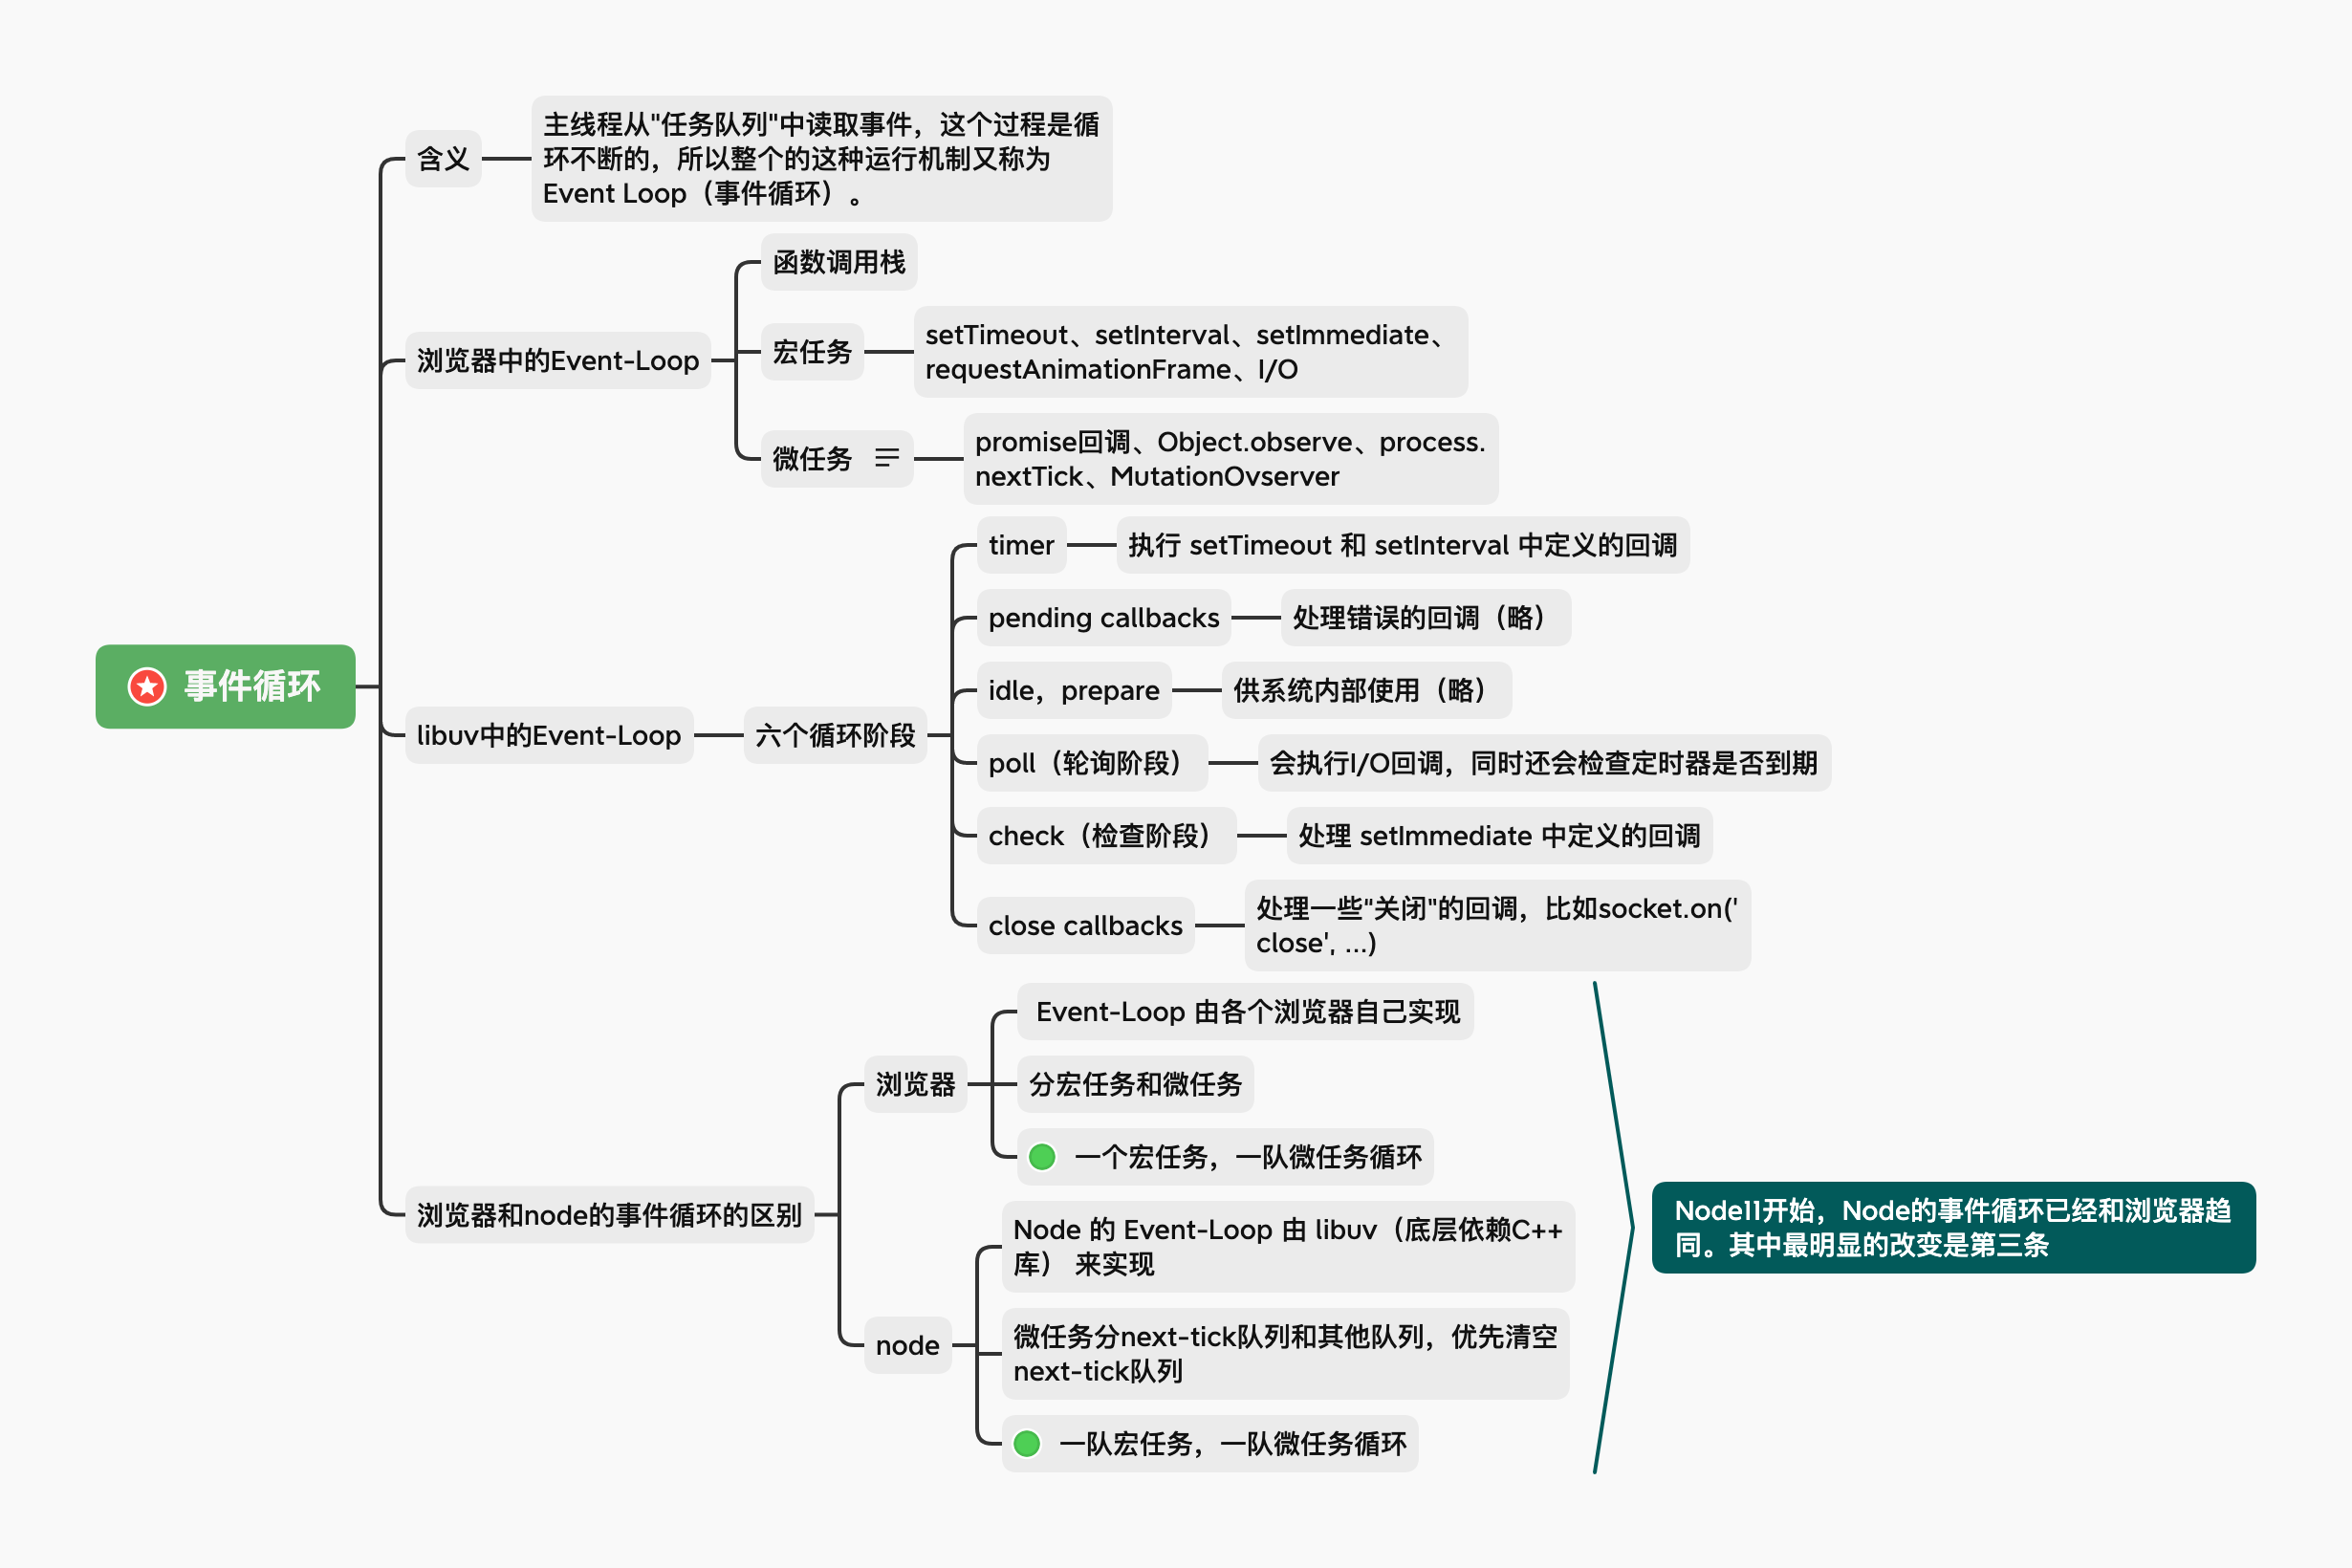 事件循环
含义
主线程从"任务队列"中读取事件，这个过程是循
环不断的，所以整个的这种运行机制又称为
Event Loop（事件循环）。
浏览器中的Event-Loop
函数调用栈
宏任务
setTimeout、setInterval、setImmediate、
requestAnimationFrame、I/O
微任务
promise回调、Object.observe、process.
nextTick、MutationOvserver
libuv中的Event-Loop
六个循环阶段
timer
执行 setTimeout 和 setInterval 中定义的回调
pending callbacks
处理错误的回调（略）
idle，prepare
供系统内部使用（略）
poll（轮询阶段）
会执行I/O回调，同时还会检查定时器是否到期
check（检查阶段）
处理 setImmediate 中定义的回调
close callbacks
处理一些"关闭"的回调，比如socket.on('
close', ...)
浏览器和node的事件循环的区别
浏览器
Event-Loop 由各个浏览器自己实现
分宏任务和微任务
一个宏任务，一队微任务循环
node
Node 的 Event-Loop 由 libuv（底层依赖C++
库） 来实现
微任务分next-tick队列和其他队列，优先清空
next-tick队列
一队宏任务，一队微任务循环
Node11开始，Node的事件循环已经和浏览器趋
同。其中最明显的改变是第三条